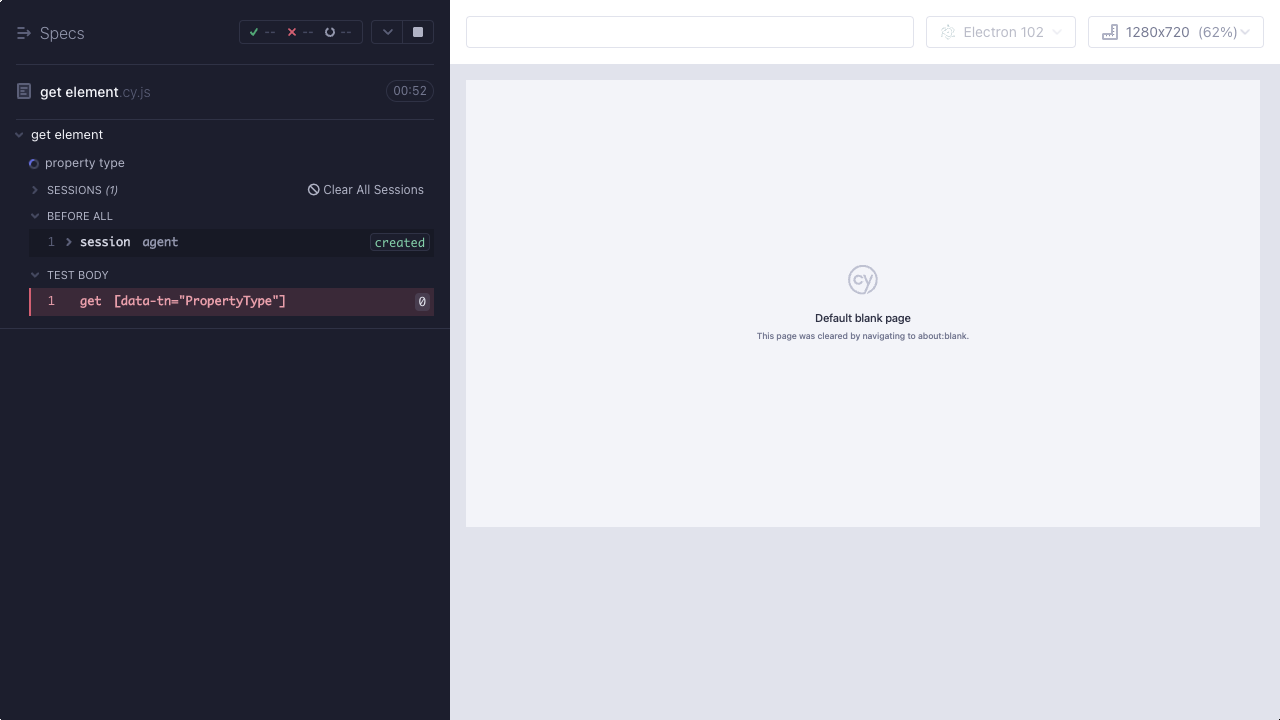 Specs
-- -- --
get element.cy.js
00:52
get element
property type
SESSIONS (1)
Clear All Sessions
BEFORE ALL
1 session agent
created
TEST BODY
1 get [data-tn="PropertyType"]
0
Electron 102
1280x720 (62%)
cy
Default blank page
This page was cleared by navigating to about:blank.